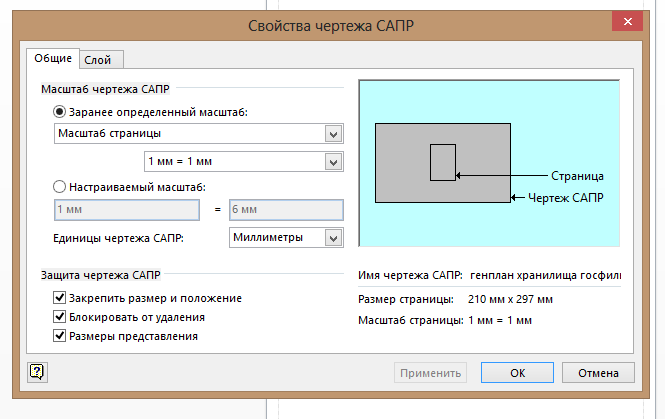 Свойства чертежа САПР
Общие
Слой
Масштаб чертежа САПР
Заранее определенный масштаб:
Масштаб страницы
1 мм = 1 мм
Настраиваемый масштаб:
1 мм = 6 мм
Единицы чертежа САПР: Миллиметры
Страница
Чертеж САПР
Защита чертежа САПР
Закрепить размер и положение
Блокировать от удаления
Размеры представления
Имя чертежа САПР: генплан хранилища госфил
Размер страницы: 210 мм x 297 мм
Масштаб страницы: 1 мм = 1 мм
?
Применить
ОК
Отмена